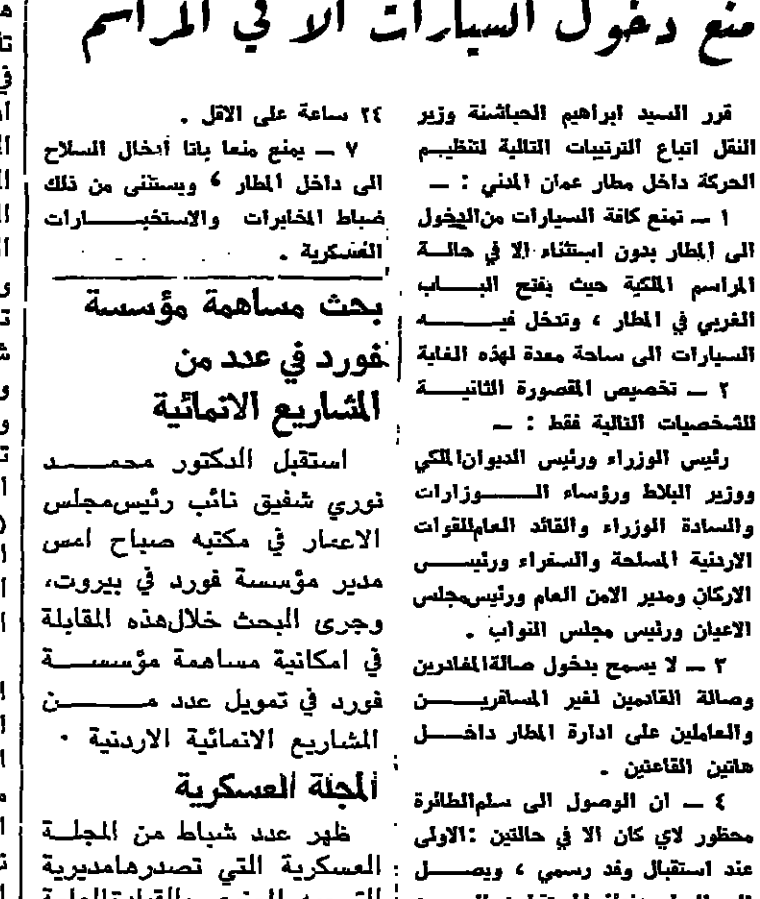 منع دخول السيارات الا في المراسم
قرر السيد ابراهيم الحباشنة وزير
النقل اتباع الترتيبات التالية لتنظيم
الحركة داخل مطار عمان المدني : —
١ — تمنع كافة السيارات من الدخول
الى المطار بدون استثناء الا في حالة
المراسم الملكية حيث يفتح الباب
الغربي في المطار ، وتدخل فيه
السيارات الى ساحة معدة لهذه الغاية
٢ — تخصيص المقصورة الثانية
للشخصيات التالية فقط : —
رئيس الوزراء ورئيس الديوان الملكي
ووزير البلاط ورؤساء الوزارات
والسادة الوزراء والقائد العام للقوات
الاردنية المسلحة والسفراء ورئيس
الاركان ومدير الامن العام ورئيس مجلس
الاعيان ورئيس مجلس النواب .
٣ — لا يسمح بدخول صالة المغادرين
وصالة القادمين لغير المسافرين
والعاملين على ادارة المطار داخل
هاتين القاعتين .
٤ — ان الوصول الى سلم الطائرة
محظور لاي كان الا في حالتين : الاولى
عند استقبال وفد رسمي ، ويصل
٢٤ ساعة على الاقل .
٧ — يمنع منعا باتا أدخال السلاح
الى داخل المطار ، ويستثنى من ذلك
ضباط المخابرات والاستخبارات
العسكرية .
بحث مساهمة مؤسسة
فورد في عدد من
المشاريع الانمائية
استقبل الدكتور محمد
نوري شفيق نائب رئيس مجلس
الاعمار في مكتبه صباح امس
مدير مؤسسة فورد في بيروت،
وجرى البحث خلال هذه المقابلة
في امكانية مساهمة مؤسسة
فورد في تمويل عدد من
المشاريع الانمائية الاردنية .
المجلة العسكرية
ظهر عدد شباط من المجلة
العسكرية التي تصدرها مديرية